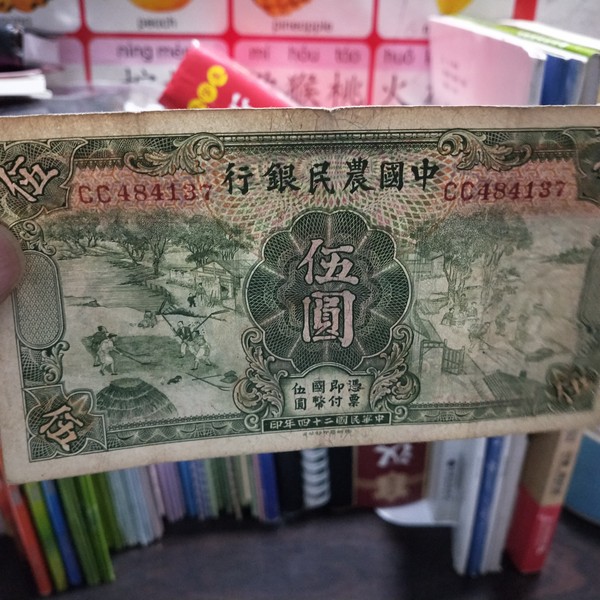 peach
pineapple
níng méng
mí hóu táo
猕猴桃
火
行銀民農國中
CC484137
CC484137
伍
伍圓
憑票
即付
國幣
伍圓
印年四十二國民華中
伍